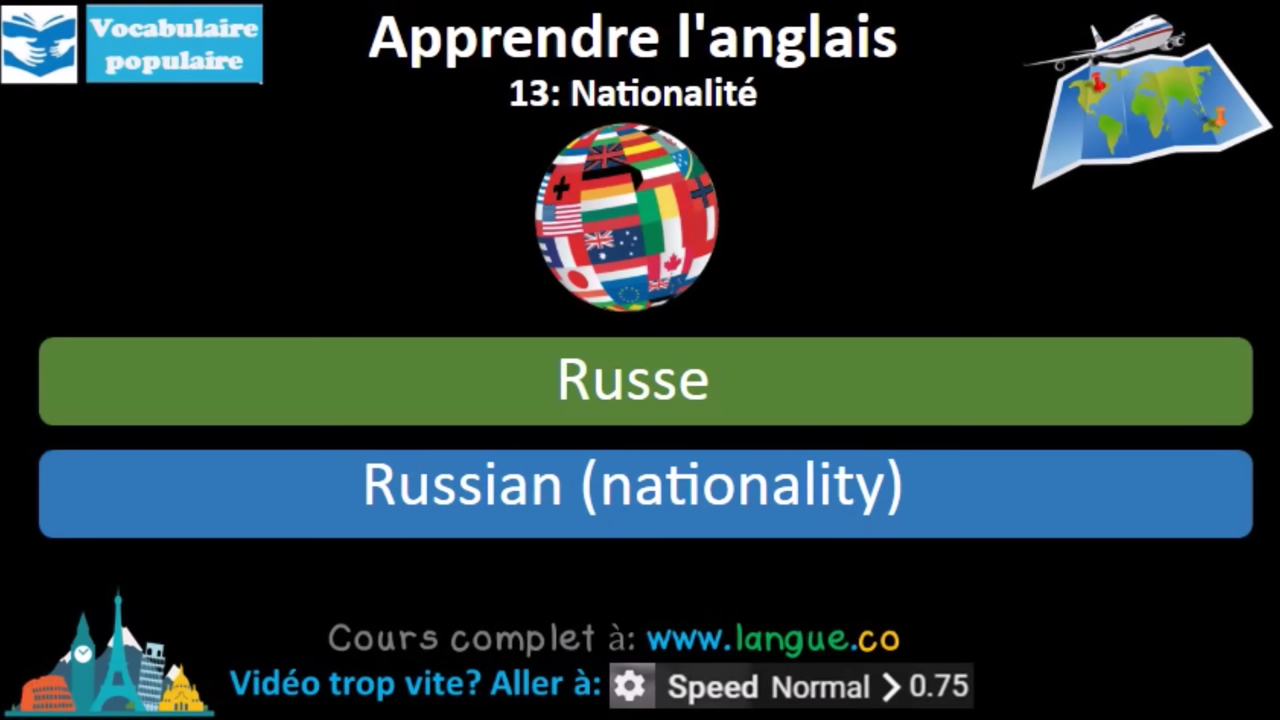 Vocabulaire
populaire
Apprendre l'anglais
13: Nationalité
Russe
Russian (nationality)
Cours complet à: www.langue.co
Vidéo trop vite? Aller à: Speed Normal > 0.75